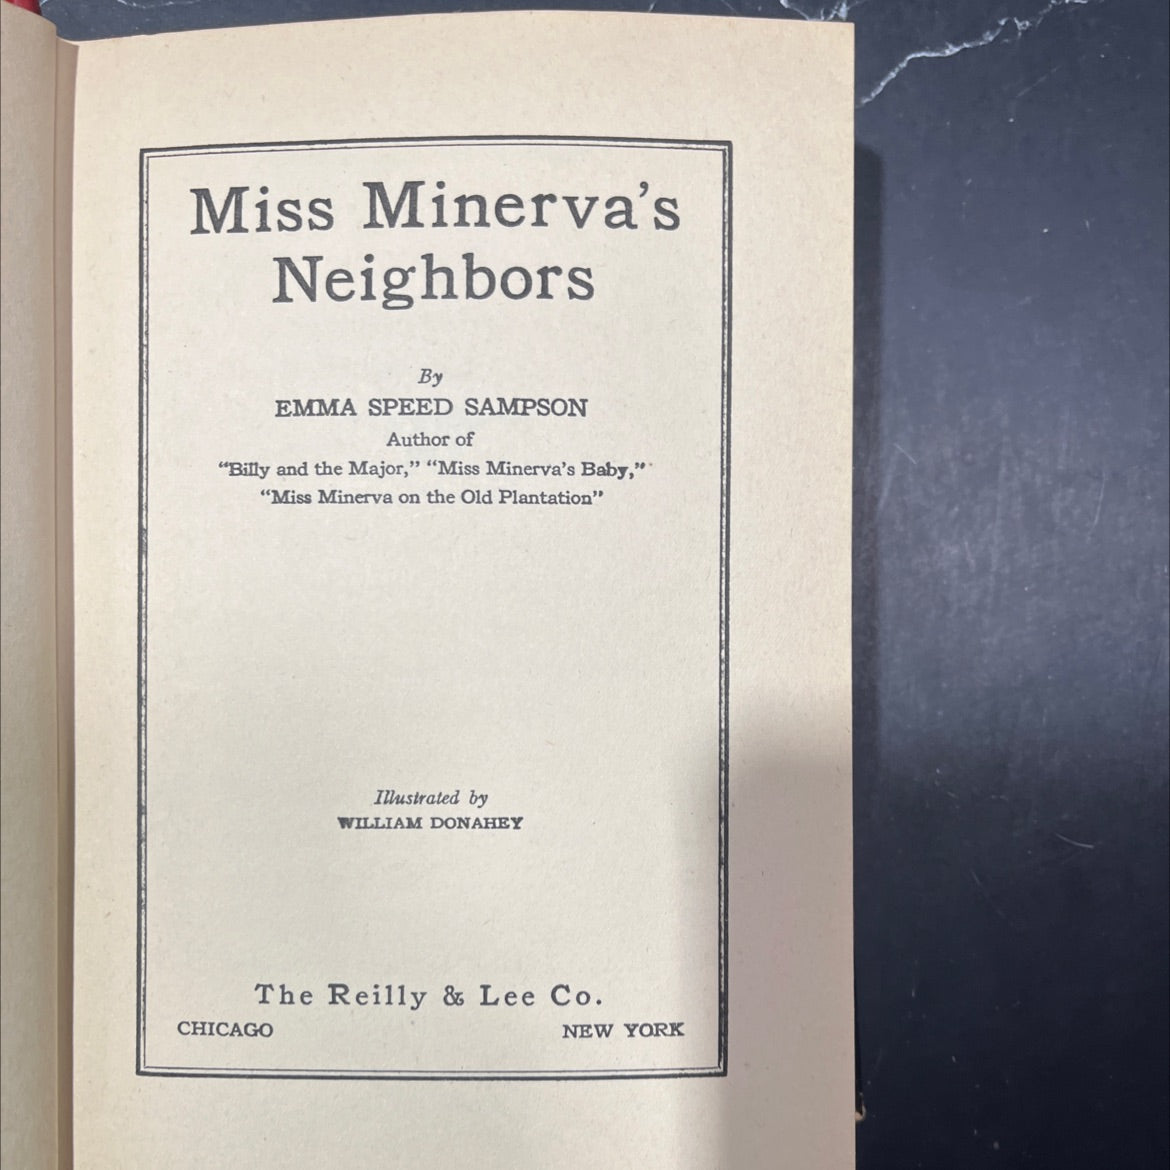 Miss Minerva's
Neighbors
By
EMMA SPEED SAMPSON
Author of
“Billy and the Major,” “Miss Minerva’s Baby,”
“Miss Minerva on the Old Plantation”
Illustrated by
WILLIAM DONAHEY
The Reilly & Lee Co.
CHICAGO NEW YORK